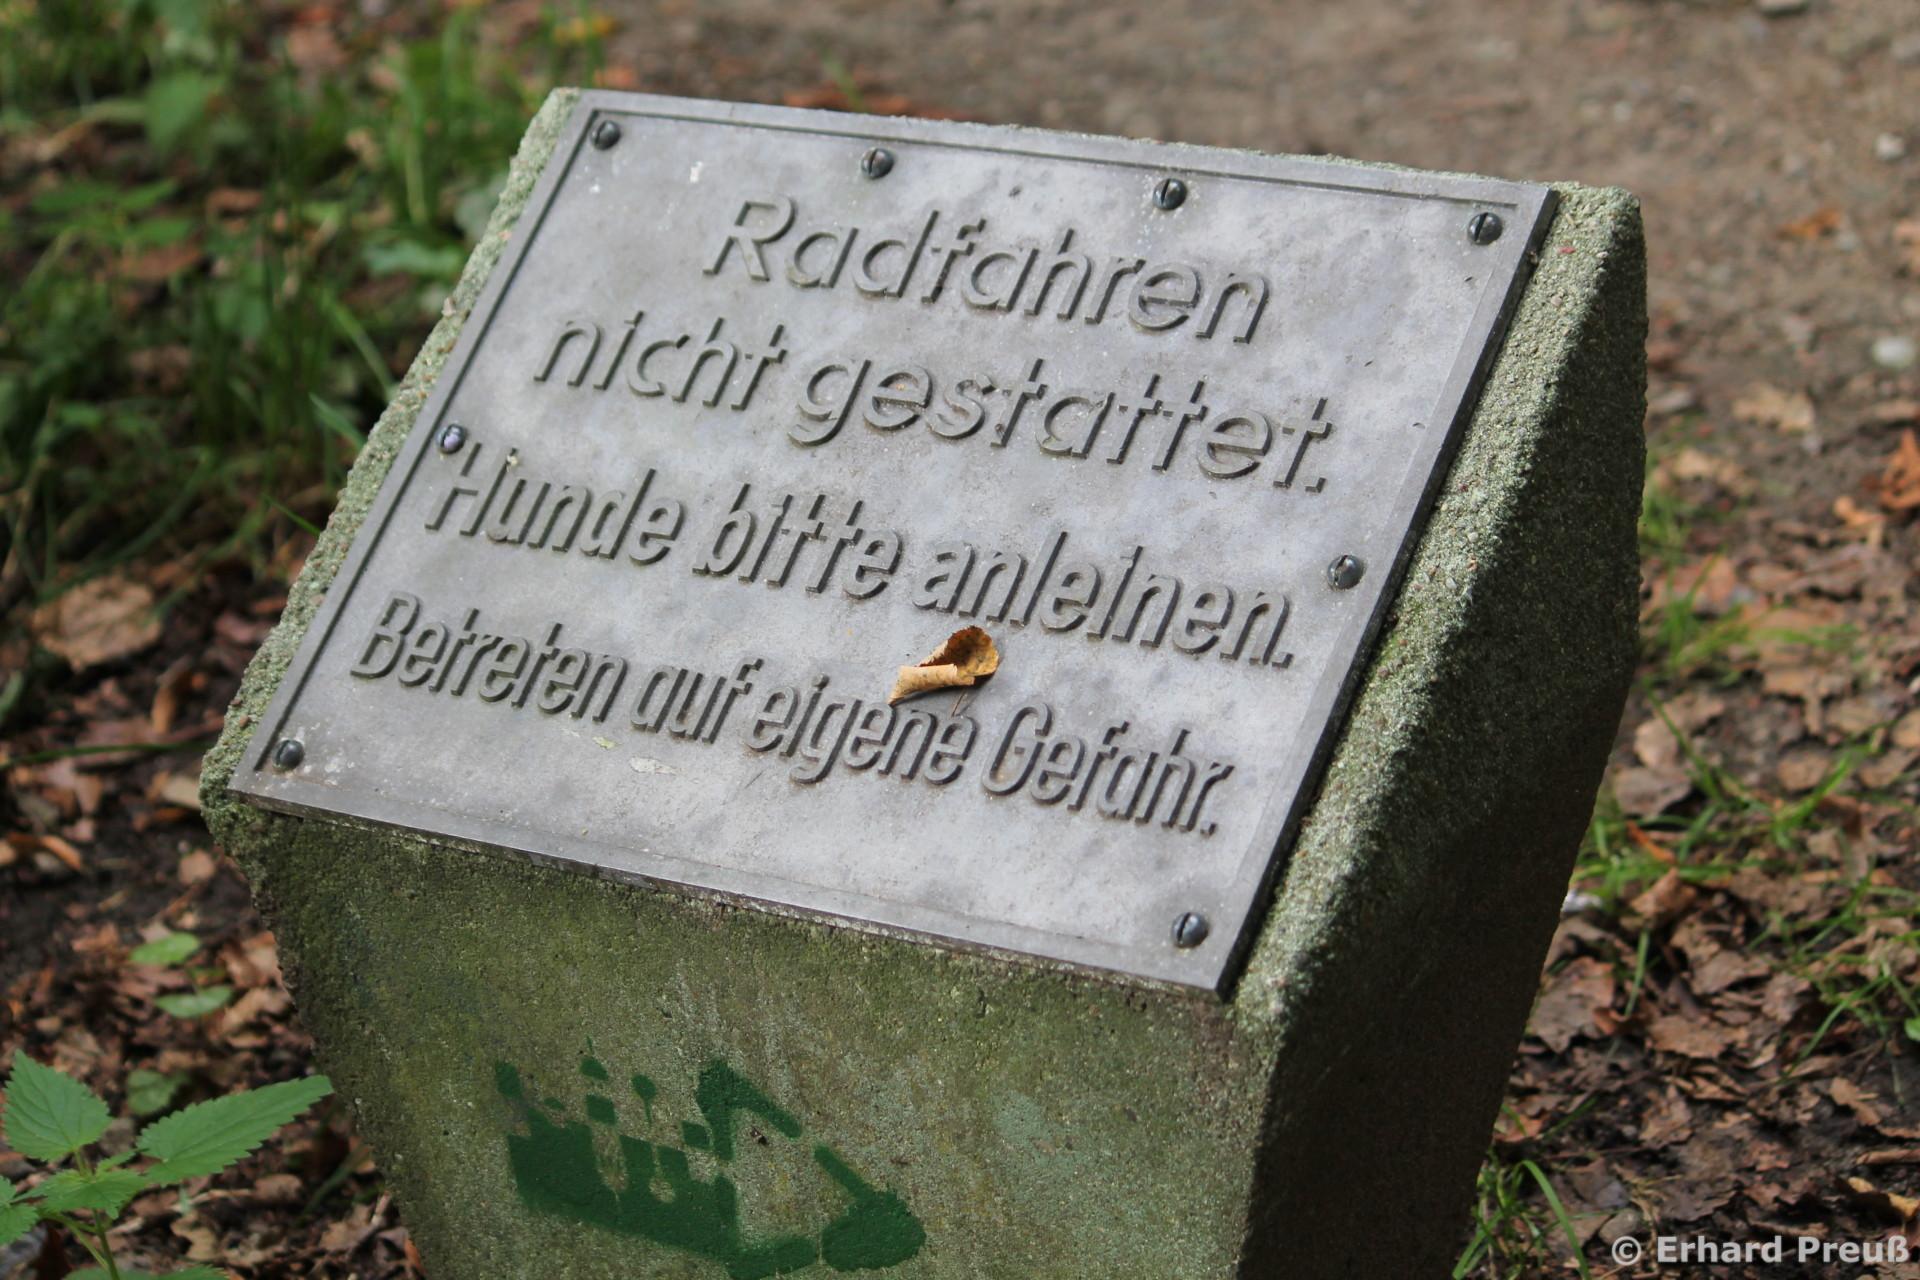 Radfahren
nicht gestattet.
Hunde bitte anleinen.
Betreten auf eigene Gefahr.
© Erhard Preuß